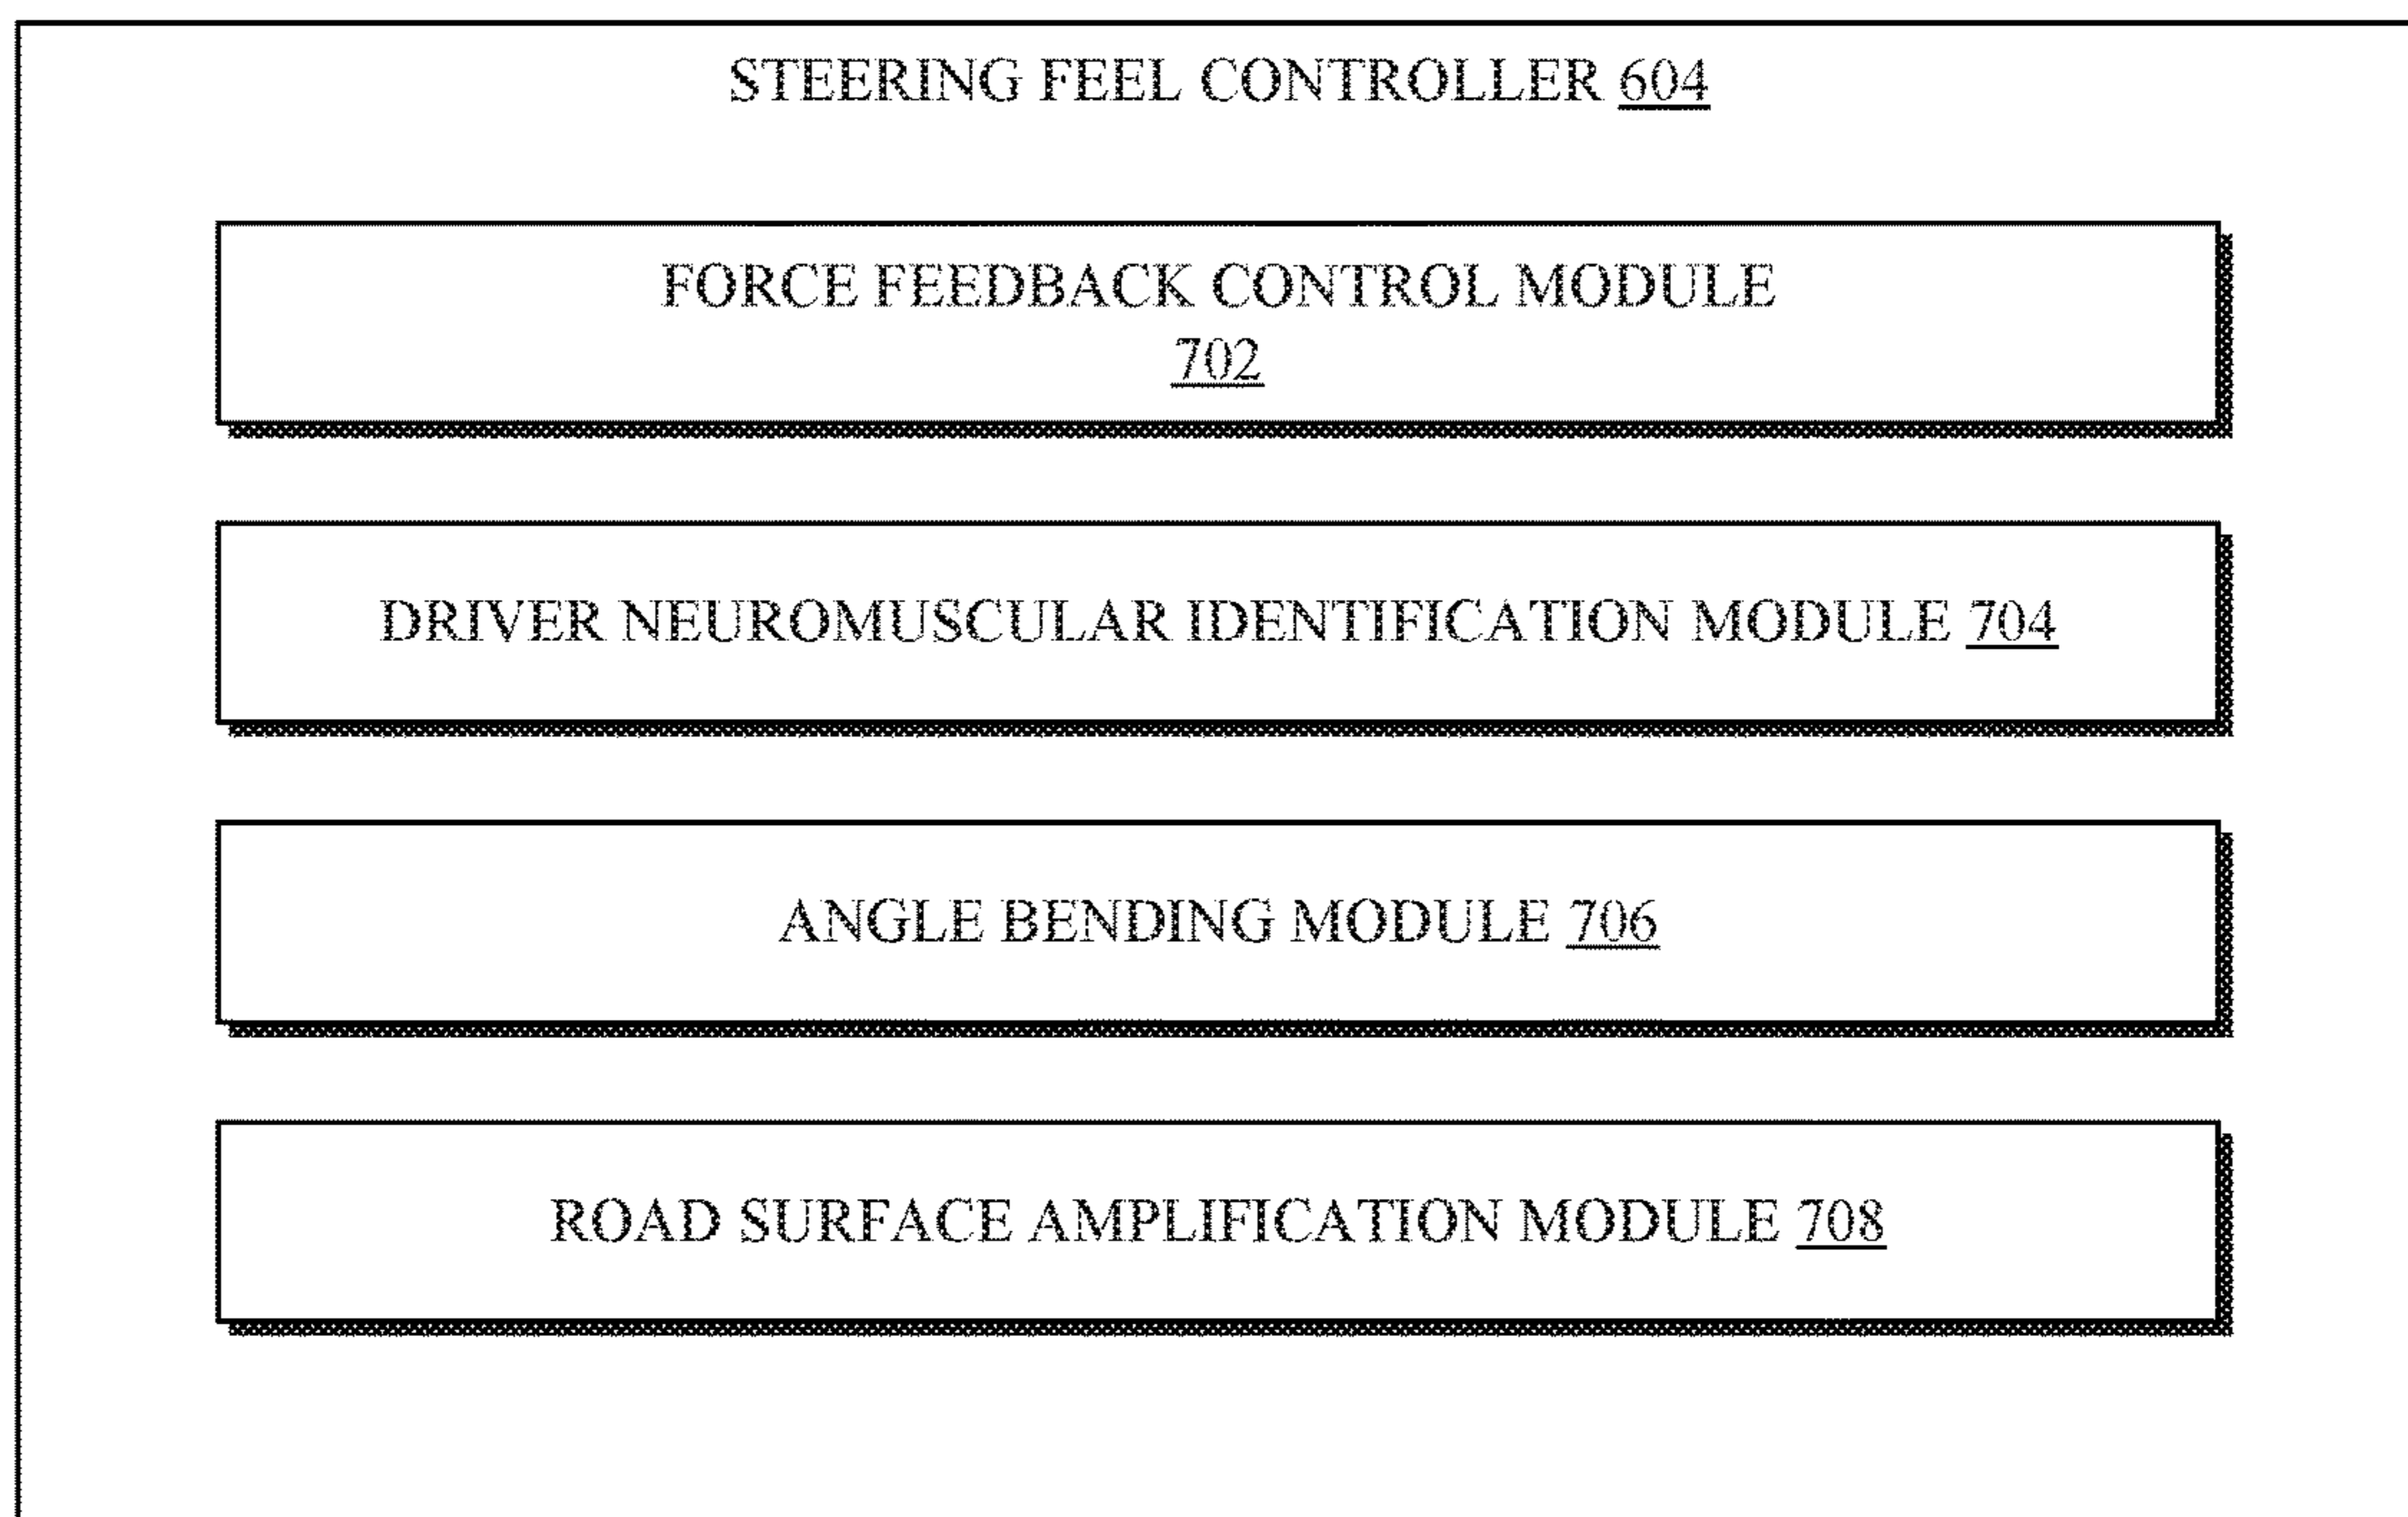 STEERING FEEL CONTROLLER 604
FORCE FEEDBACK CONTROL MODULE
702
DRIVER NEUROMUSCULAR IDENTIFICATION MODULE 704
ANGLE BENDING MODULE 706
ROAD SURFACE AMPLIFICATION MODULE 708